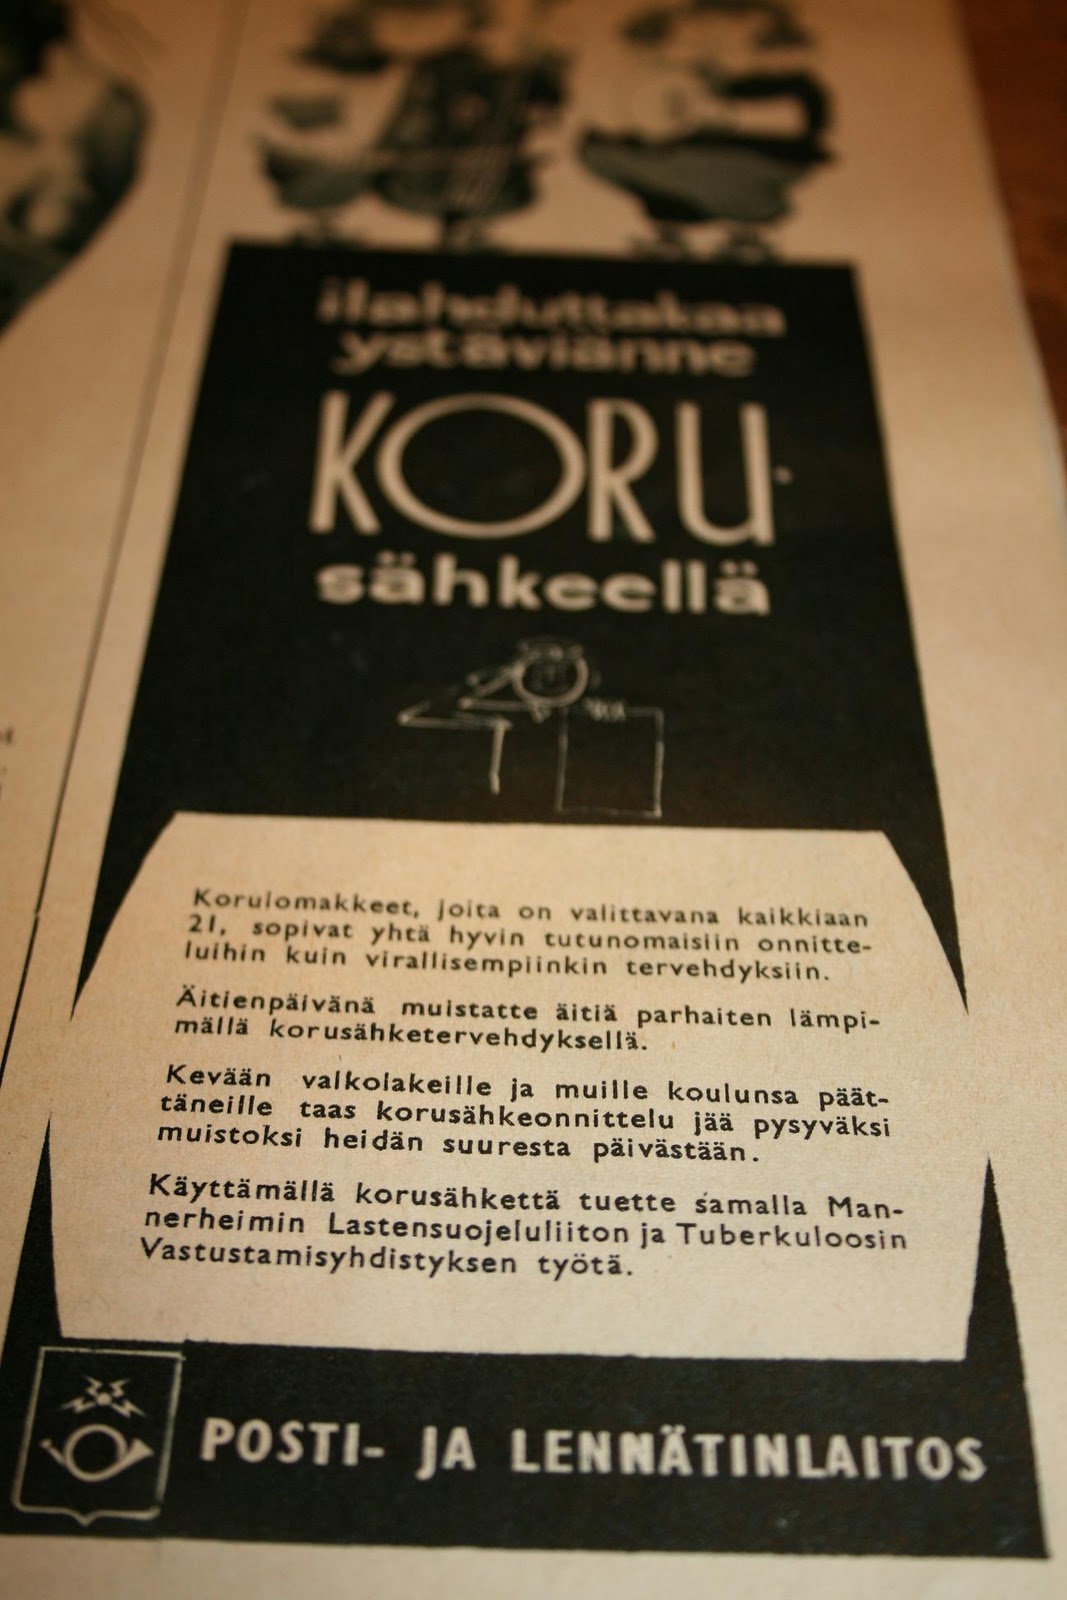 ilahduttakaa
ystäviänne
KORU-
sähkeellä
Korulomakkeet, joita on valittavana kaikkiaan
21, sopivat yhtä hyvin tutunomaisiin onnitte-
luihin kuin virallisempiinkin tervehdyksiin.
Äitienpäivänä muistatte äitiä parhaiten lämpi-
mällä korusähketervehdyksellä.
Kevään valkolakeille ja muille koulunsa päät-
täneille taas korusähkeonnittelu jää pysyväksi
muistoksi heidän suuresta päivästään.
Käyttämällä korusähkettä tuette samalla Man-
nerheimin Lastensuojeluliiton ja Tuberkuloosin
Vastustamisyhdistyksen työtä.
POSTI- JA LENNÄTINLAITOS